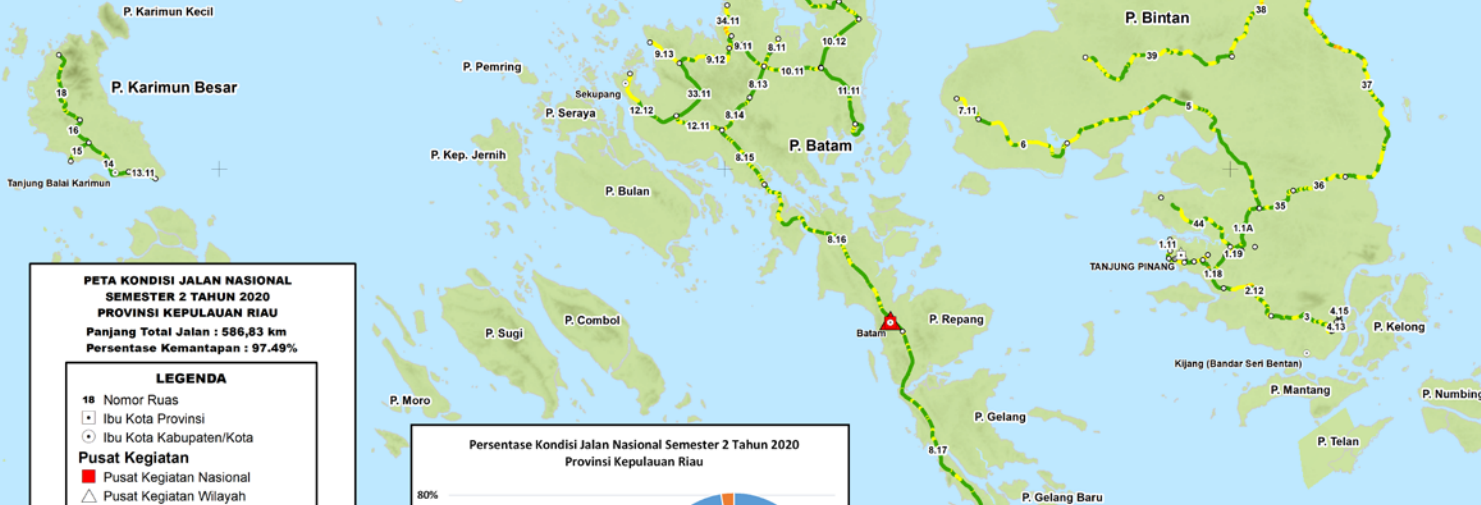 P. Karimun Kecil
P. Karimun Besar
18
16
15
14
13.11
Tanjung Balai Karimun
P. Pemring
Sekupang
P. Seraya
P. Kep. Jernih
P. Bulan
34.11
9.13
9.11
9.12
8.11
10.12
10.11
8.13
33.11
11.11
12.12
8.14
12.11
P. Batam
8.15
8.16
P. Bintan
38
39
37
7.11
5
6
36
35
44
1.1A
1.11
1.19
TANJUNG PINANG
1.18
2.12
4.15
3
4.13
P. Kelong
Kijang (Bandar Seri Bentan)
P. Mantang
P. Numbing
P. Telan
Batam
P. Repang
P. Sugi
P. Combol
P. Moro
P. Gelang
8.17
P. Gelang Baru
PETA KONDISI JALAN NASIONAL
SEMESTER 2 TAHUN 2020
PROVINSI KEPULAUAN RIAU
Panjang Total Jalan : 586,83 km
Persentase Kemantapan : 97.49%
LEGENDA
18 Nomor Ruas
Ibu Kota Provinsi
Ibu Kota Kabupaten/Kota
Pusat Kegiatan
Pusat Kegiatan Nasional
Pusat Kegiatan Wilayah
Persentase Kondisi Jalan Nasional Semester 2 Tahun 2020
Provinsi Kepulauan Riau
80%